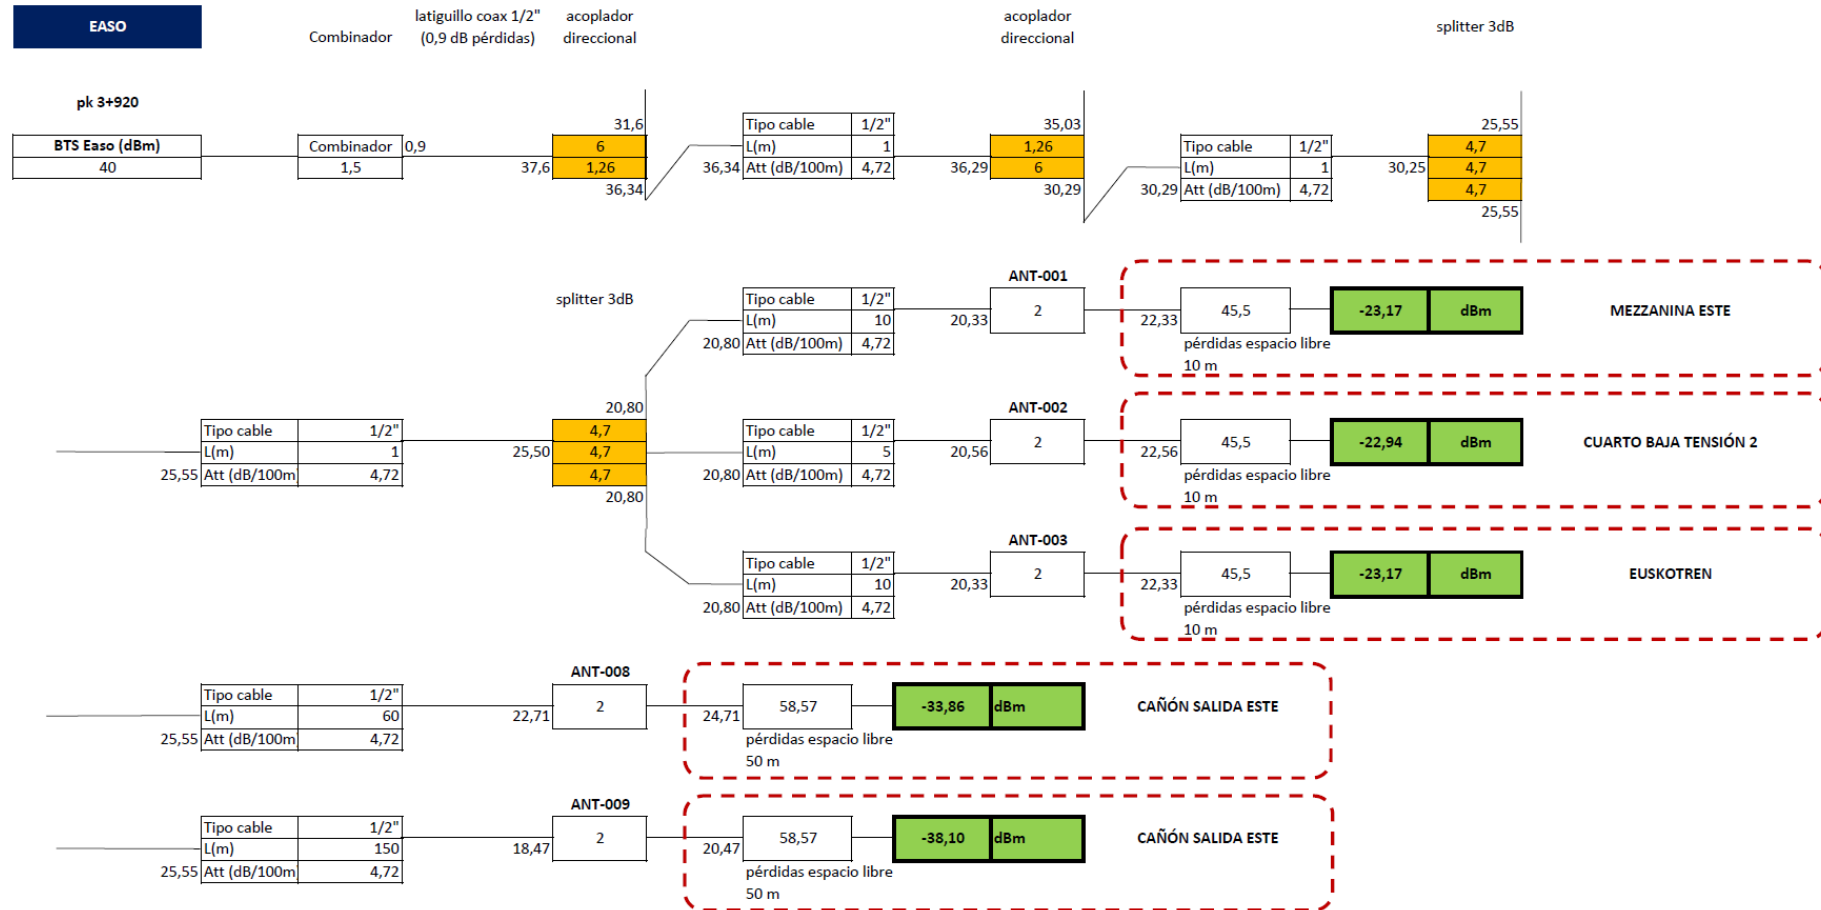 EASO
Combinador
latiguillo coax 1/2"
(0,9 dB pérdidas)
acoplador
direccional
acoplador
direccional
splitter 3dB
pk 3+920
BTS Easo (dBm)
40
Combinador
1,5
0,9
37,6
31,6
6
1,26
36,34
Tipo cable 1/2"
L(m) 1
36,34 Att (dB/100m) 4,72
36,29
35,03
1,26
6
30,29
Tipo cable 1/2"
L(m) 1
30,29 Att (dB/100m) 4,72
30,25
25,55
4,7
4,7
4,7
25,55
splitter 3dB
25,55
Tipo cable 1/2"
L(m) 1
Att (dB/100m 4,72
25,50
20,80
4,7
4,7
4,7
20,80
ANT-001
Tipo cable 1/2"
L(m) 10
20,80 Att (dB/100m) 4,72
20,33
2
22,33
45,5
pérdidas espacio libre
10 m
-23,17 dBm
MEZZANINA ESTE
ANT-002
Tipo cable 1/2"
L(m) 5
20,80 Att (dB/100m) 4,72
20,56
2
22,56
45,5
pérdidas espacio libre
10 m
-22,94 dBm
CUARTO BAJA TENSIÓN 2
ANT-003
Tipo cable 1/2"
L(m) 10
20,80 Att (dB/100m) 4,72
20,33
2
22,33
45,5
pérdidas espacio libre
10 m
-23,17 dBm
EUSKOTREN
ANT-008
Tipo cable 1/2"
L(m) 60
25,55 Att (dB/100m 4,72
22,71
2
24,71
58,57
pérdidas espacio libre
50 m
-33,86 dBm
CAÑÓN SALIDA ESTE
ANT-009
Tipo cable 1/2"
L(m) 150
25,55 Att (dB/100m 4,72
18,47
2
20,47
58,57
pérdidas espacio libre
50 m
-38,10 dBm
CAÑÓN SALIDA ESTE